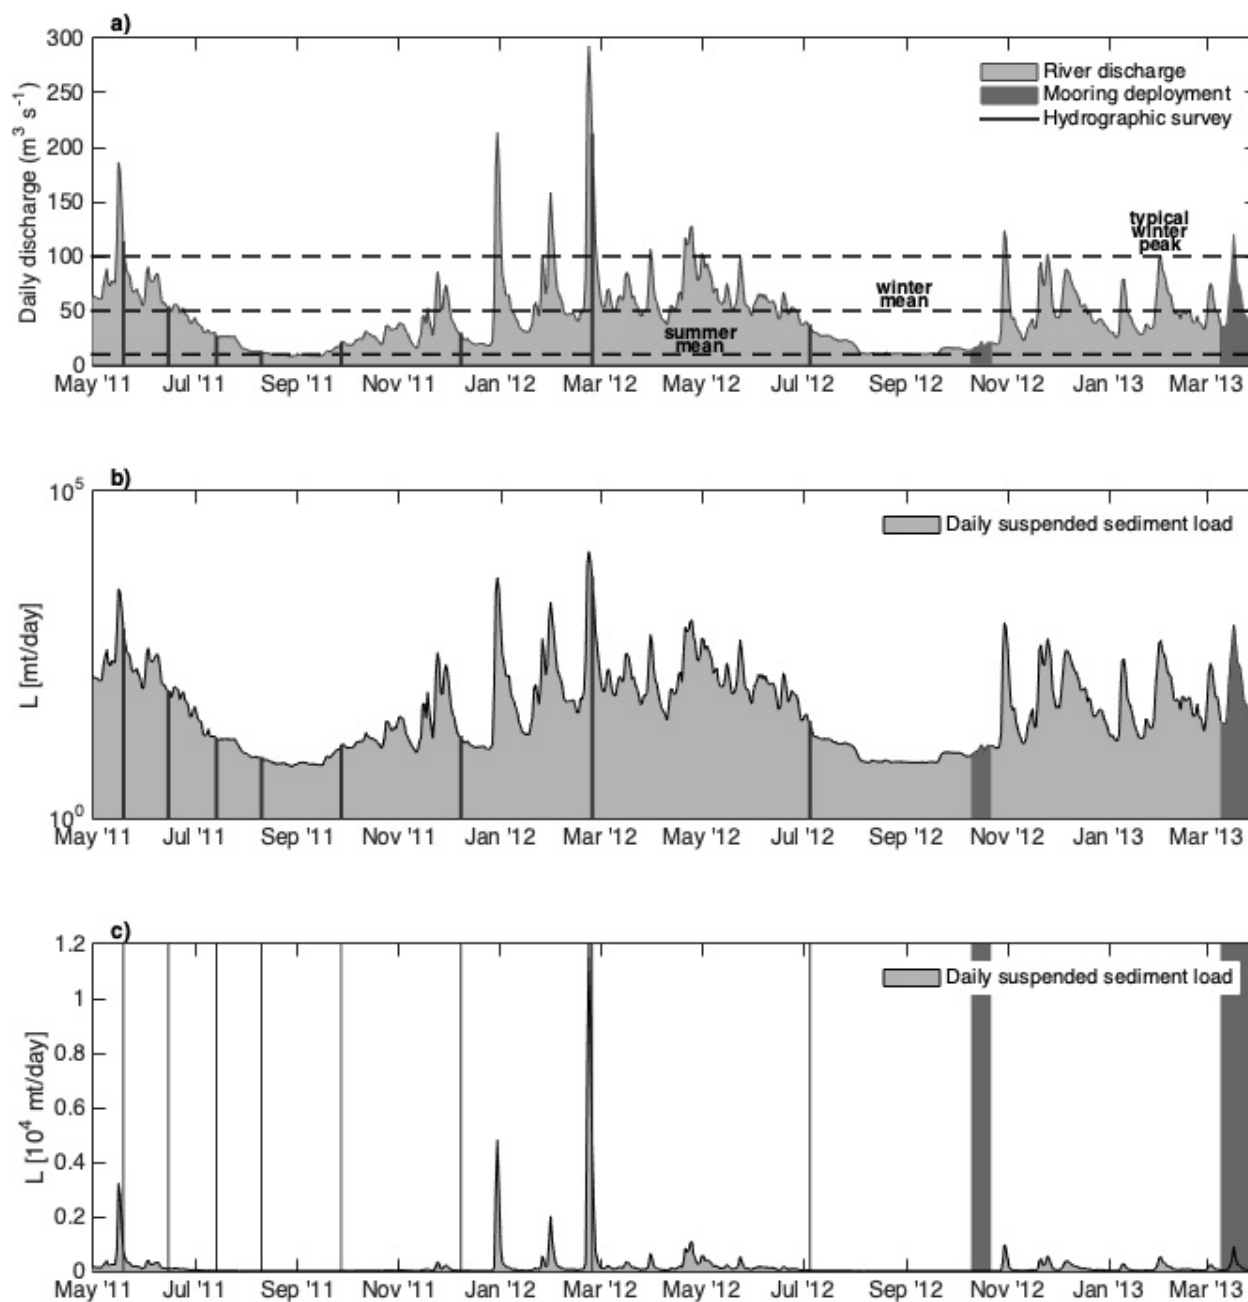 a)
300
250
200
150
100
50
0
Daily discharge (m³ s⁻¹)
River discharge
Mooring deployment
Hydrographic survey
typical
winter
peak
winter
mean
summer
mean
May '11 Jul '11 Sep '11 Nov '11 Jan '12 Mar '12 May '12 Jul '12 Sep '12 Nov '12 Jan '13 Mar '13
b)
10⁵
10⁰
L [mt/day]
Daily suspended sediment load
May '11 Jul '11 Sep '11 Nov '11 Jan '12 Mar '12 May '12 Jul '12 Sep '12 Nov '12 Jan '13 Mar '13
c)
1.2
1
0.8
0.6
0.4
0.2
0
L [10⁴ mt/day]
Daily suspended sediment load
May '11 Jul '11 Sep '11 Nov '11 Jan '12 Mar '12 May '12 Jul '12 Sep '12 Nov '12 Jan '13 Mar '13